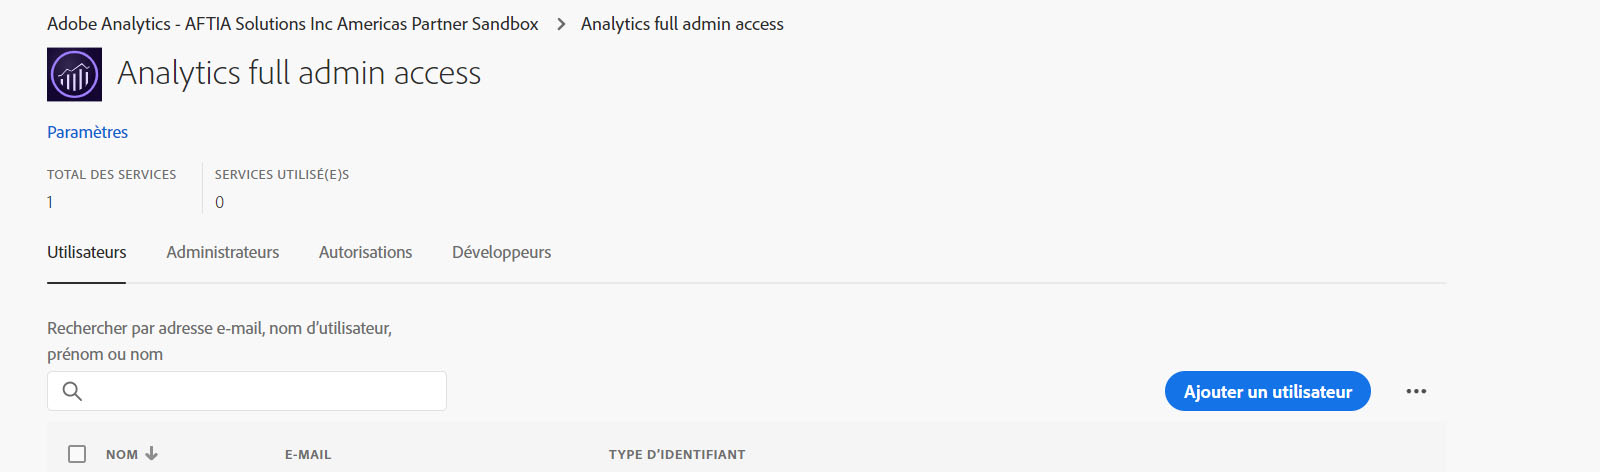 Adobe Analytics - AFTIA Solutions Inc Americas Partner Sandbox > Analytics full admin access
Analytics full admin access
Paramètres
TOTAL DES SERVICES SERVICES UTILISÉ(E)S
1 0
Utilisateurs Administrateurs Autorisations Développeurs
Rechercher par adresse e-mail, nom d’utilisateur,
prénom ou nom
Ajouter un utilisateur
NOM E-MAIL TYPE D’IDENTIFIANT